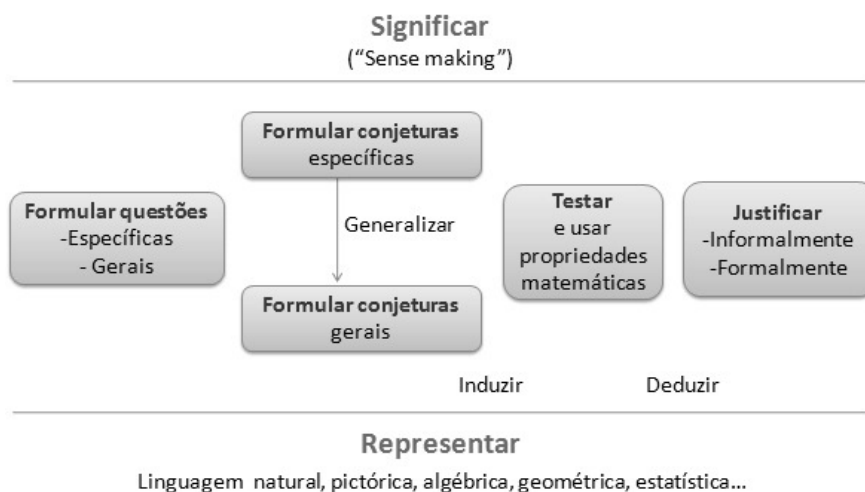 Significar
(“Sense making”)
Formular questões
-Específicas
- Gerais
Formular conjeturas
específicas
Generalizar
Formular conjeturas
gerais
Testar
e usar
propriedades
matemáticas
Justificar
-Informalmente
-Formalmente
Induzir
Deduzir
Representar
Linguagem natural, pictórica, algébrica, geométrica, estatística...